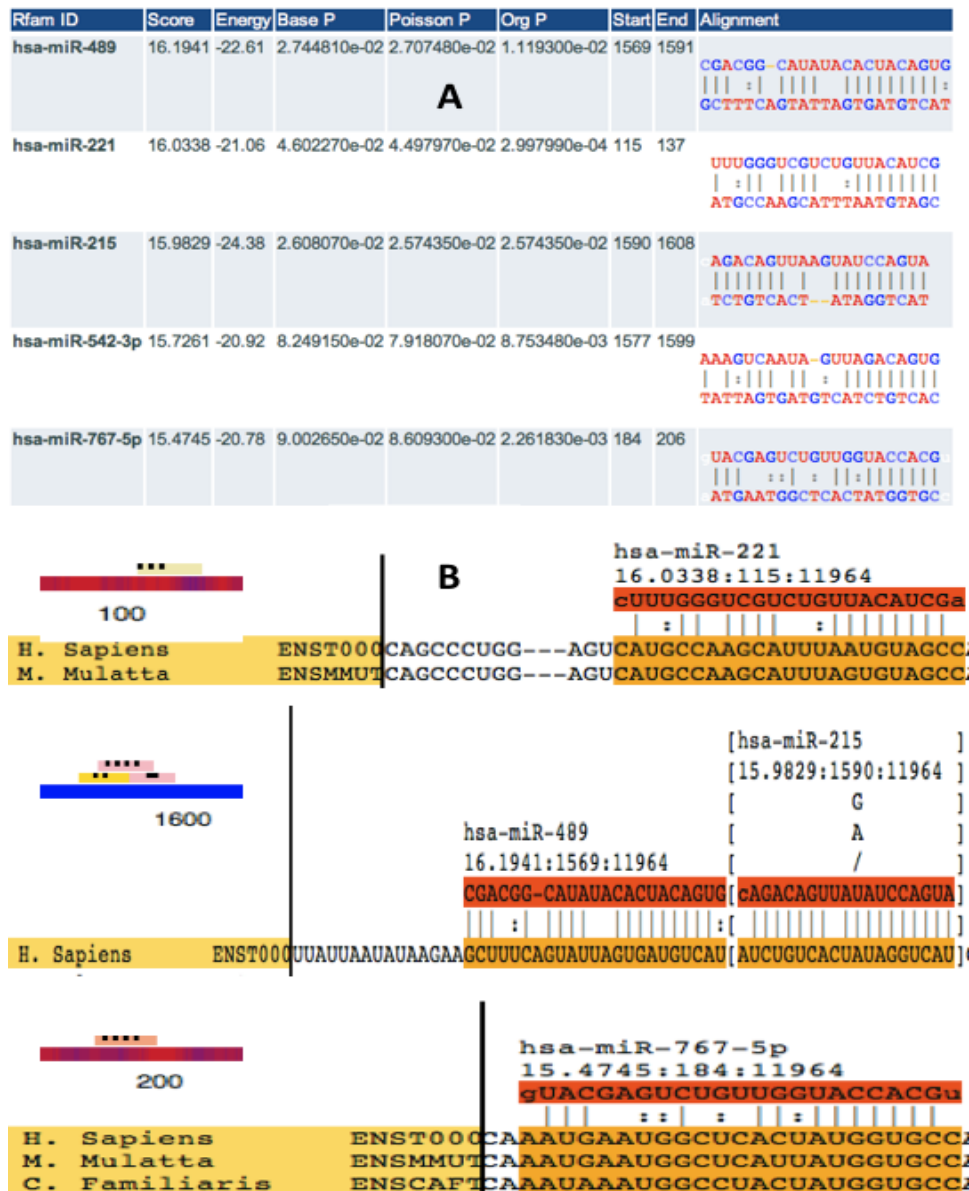 Rfam ID Score Energy Base P Poisson P Org P Start End Alignment
hsa-miR-489 16.1941 -22.61 2.744810e-02 2.707480e-02 1.119300e-02 1569 1591
CGACGG-CAUAUACACUACAGUG
||| :| |||| |||||||||:
GCTTTCAGTATTAGTGATGTCAT
A
hsa-miR-221 16.0338 -21.06 4.602270e-02 4.497970e-02 2.997990e-04 115 137
UUUGGGUCGUCUGUUACAUCG
| :|| |||| :|||||||||
ATGCCAAGCATTTAATGTAGC
hsa-miR-215 15.9829 -24.38 2.608070e-02 2.574350e-02 2.574350e-02 1590 1608
AGACAGUUAAGUAUCCAGUA
||||||| | |||||||||
TCTGTCACT--ATAGGTCAT
hsa-miR-542-3p 15.7261 -20.92 8.249150e-02 7.918070e-02 8.753480e-03 1577 1599
AAAGUCAAUA-GUUAGACAGUG
| |:||| || : |||||||||
TATTAGTGATGTCATCTGTCAC
hsa-miR-767-5p 15.4745 -20.78 9.002650e-02 8.609300e-02 2.261830e-03 184 206
gUACGAGUCUGUUGGUACCACGu
||| ::| : ||:|||||||
ATGAATGGCTCACTATGGTGCc
B
hsa-miR-221
16.0338:115:11964
cUUUGGGUCGUCUGUUACAUCGa
| :|| |||| :|||||||||
100
H. Sapiens ENST000CAGCCCUGG---AGUCAUGCCAAGCAUUUAAUGUAGCCA
M. Mulatta ENSMMUTCAGCCCUGG---AGUCAUGCCAAGCAUUUAGUGUAGCCA
[hsa-miR-215 ]
[15.9829:1590:11964 ]
[ G ]
hsa-miR-489 [ A ]
16.1941:1569:11964 [ / ]
CGACGG-CAUAUACACUACAGUG[cAGACAGUUAUAUCCAGUA]
||| :| |||| |||||||||:[ ||||||| |||||||||]
1600
H. Sapiens ENST000UUAUUAAUAUAAGAAGCUUUCAGUAUUAGUGAUGUCAU[AUCUGUCACUAUAGGUCAU]
hsa-miR-767-5p
15.4745:184:11964
gUACGAGUCUGUUGGUACCACGu
||| ::| : ||:|||||||
200
H. Sapiens ENST000CAAAUGAAUGGCUCACUAUGGUGCCA
M. Mulatta ENSMMUTCAAAUGAAUGGCUCAUUAUGGUGCCA
C. Familiaris ENSCAFTCAAAUAAAUGGCCUACUAUGGUGCCA